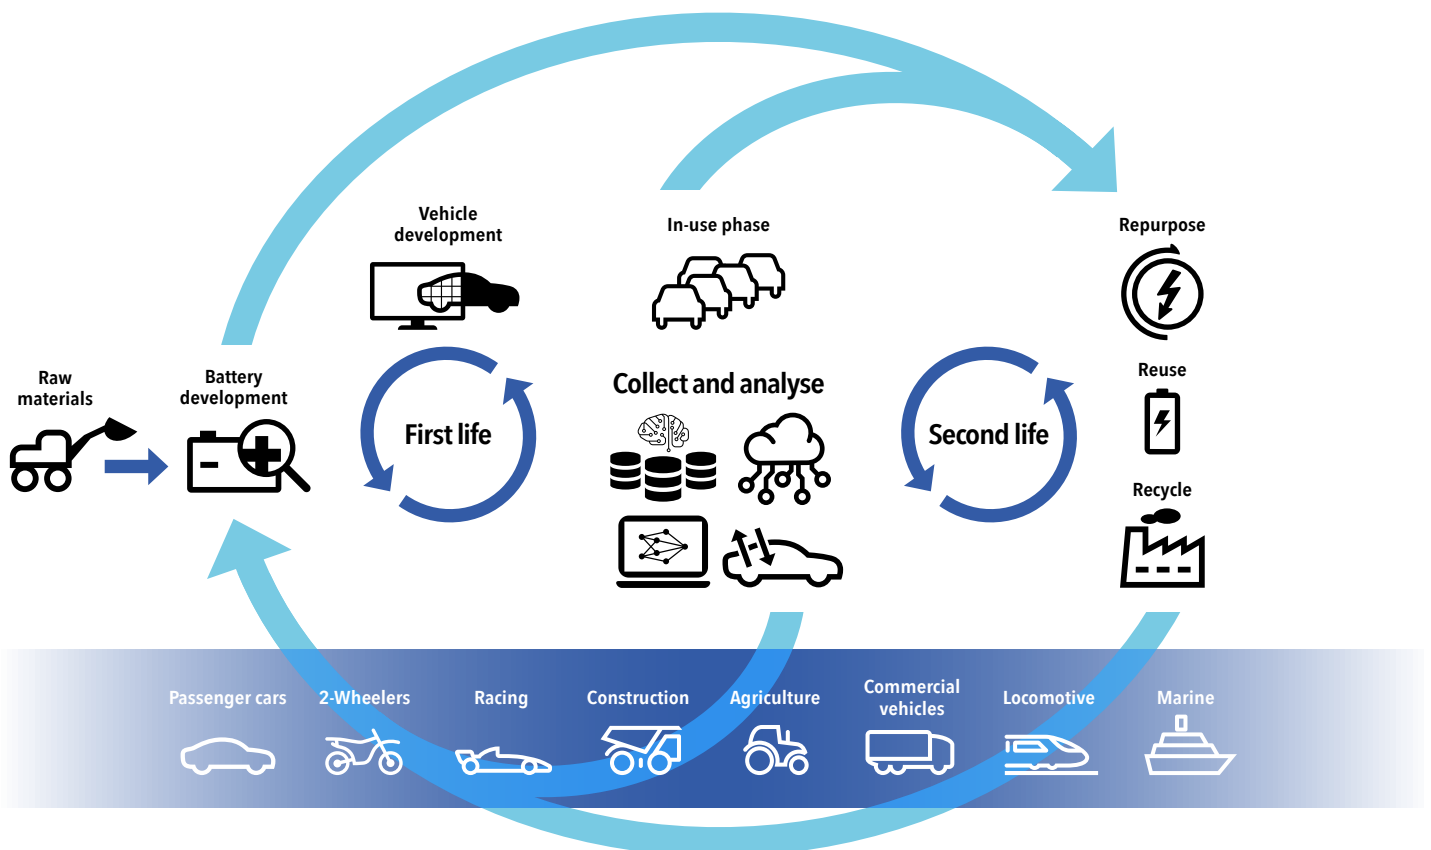 Vehicle
development
In-use phase
Repurpose
Raw
materials
Battery
development
Collect and analyse
Reuse
First life
Second life
Recycle
Passenger cars
2-Wheelers
Racing
Construction
Agriculture
Commercial
vehicles
Locomotive
Marine